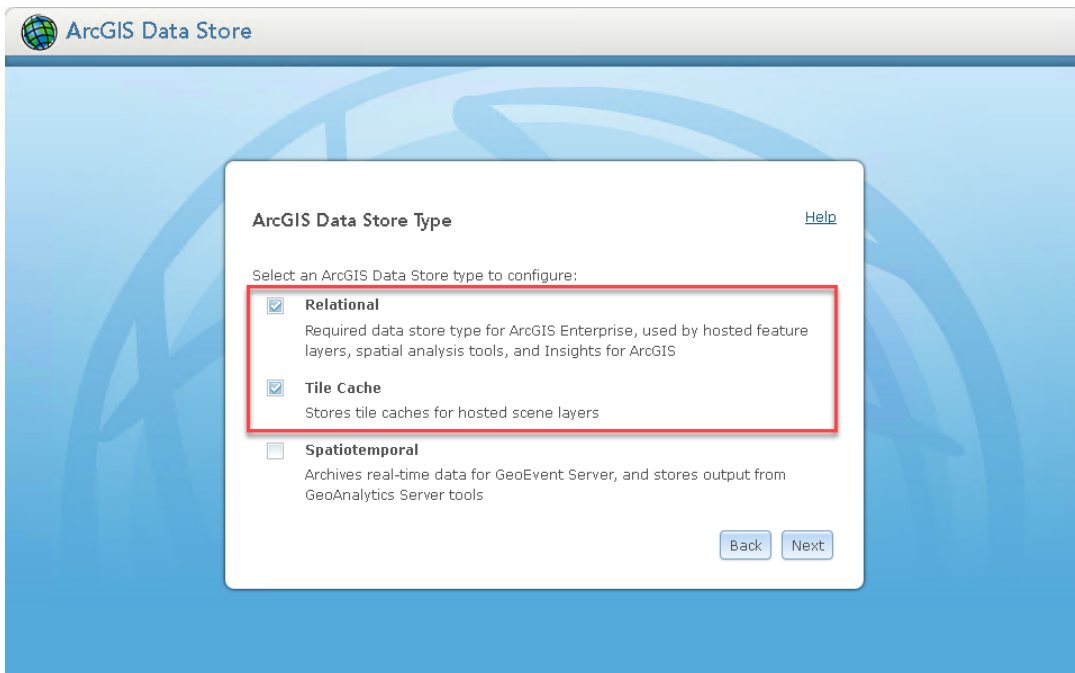 ArcGIS Data Store
ArcGIS Data Store Type
Help
Select an ArcGIS Data Store type to configure:
Relational
Required data store type for ArcGIS Enterprise, used by hosted feature
layers, spatial analysis tools, and Insights for ArcGIS
Tile Cache
Stores tile caches for hosted scene layers
Spatiotemporal
Archives real-time data for GeoEvent Server, and stores output from
GeoAnalytics Server tools
Back
Next